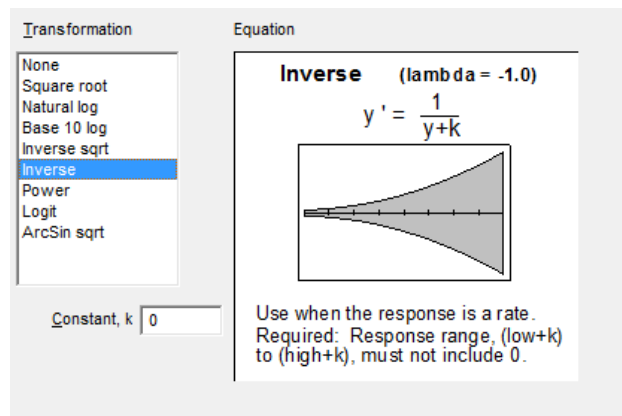 Transformation
Equation
None
Square root
Natural log
Base 10 log
Inverse sqrt
Inverse
Power
Logit
ArcSin sqrt
Constant, k 0
Inverse (lambda = -1.0)
y ' = 1
y+k
Use when the response is a rate.
Required: Response range, (low+k)
to (high+k), must not include 0.